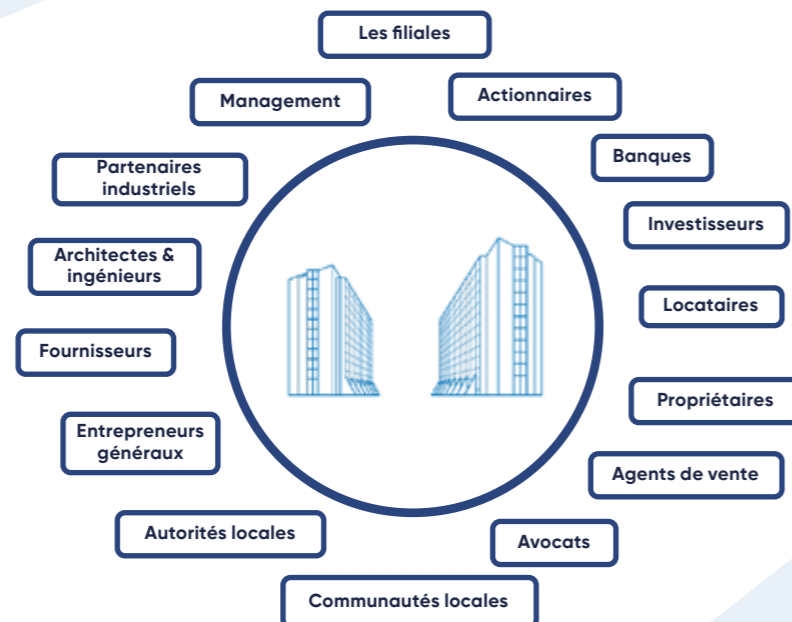 Les filiales
Management
Actionnaires
Partenaires
industriels
Banques
Architectes &
ingénieurs
Investisseurs
Fournisseurs
Locataires
Entrepreneurs
généraux
Propriétaires
Agents de vente
Autorités locales
Avocats
Communautés locales